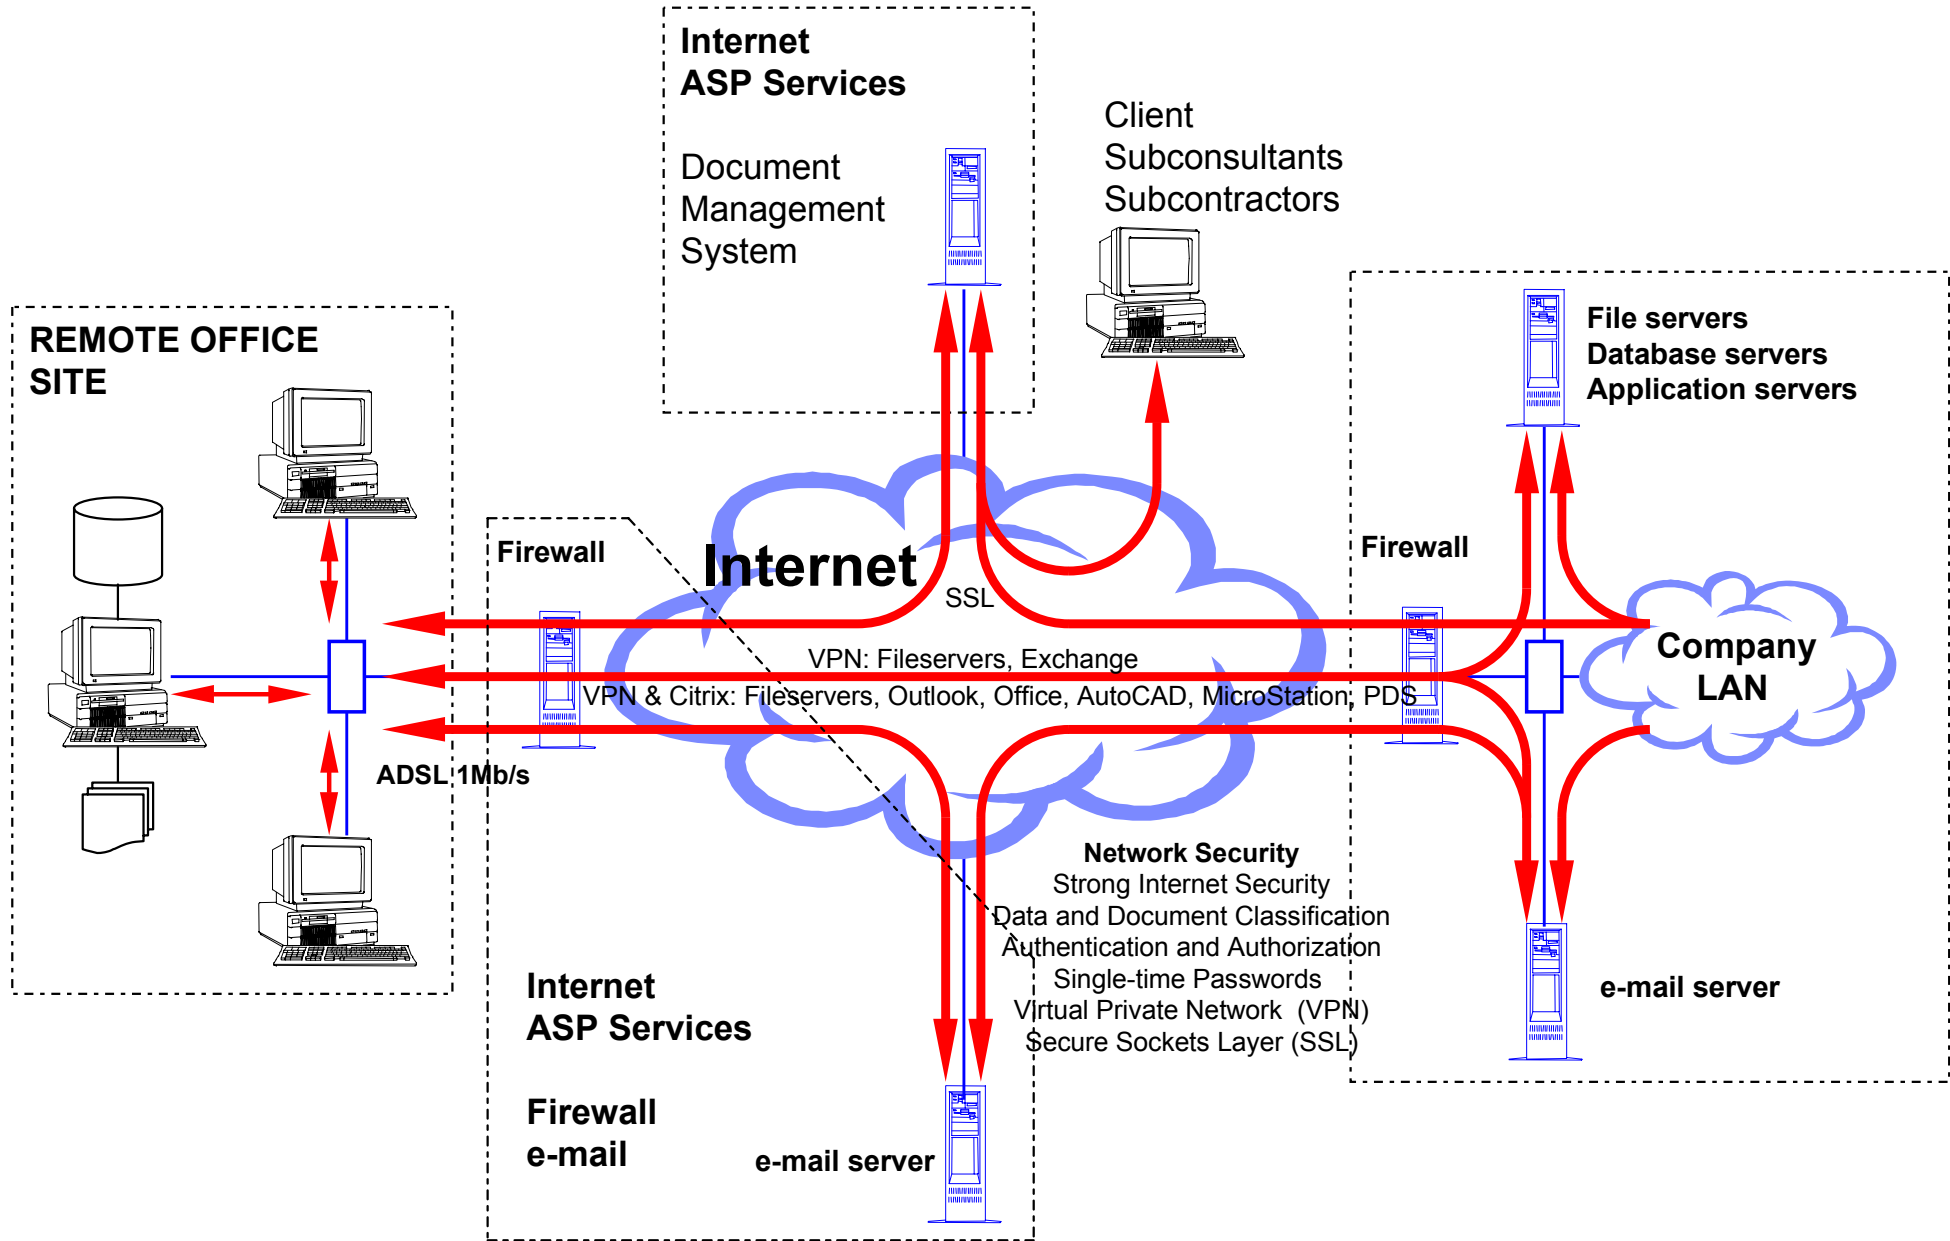 Internet
ASP Services
Document
Management
System
Client
Subconsultants
Subcontractors
REMOTE OFFICE
SITE
File servers
Database servers
Application servers
Firewall
Internet
Firewall
SSL
VPN: Fileservers, Exchange
VPN & Citrix: Fileservers, Outlook, Office, AutoCAD, MicroStation, PDS
Company
LAN
ADSL 1Mb/s
Network Security
Strong Internet Security
Data and Document Classification
Authentication and Authorization
Single-time Passwords
Virtual Private Network (VPN)
Secure Sockets Layer (SSL)
Internet
ASP Services
Firewall
e-mail
e-mail server
e-mail server